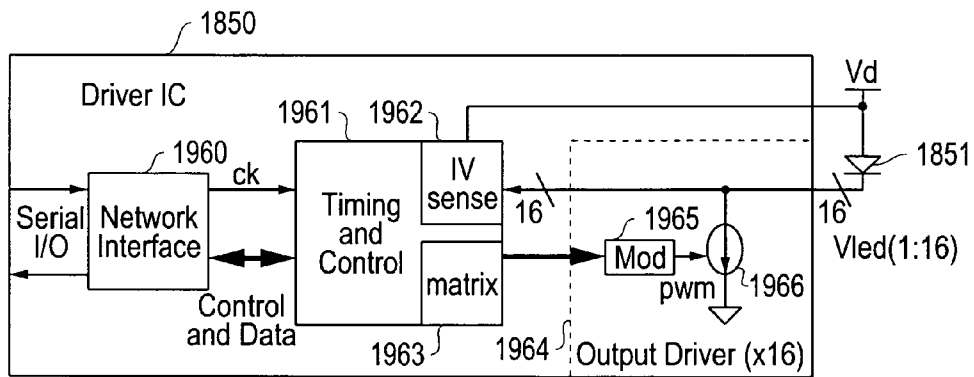 1850
Driver IC
Vd
1961
1962
1960
1851
ck
IV
sense
16
16
Serial
I/O
Network
Interface
Timing
and
Control
1965
Mod
Vled(1:16)
matrix
pwm
1966
Control
and Data
1963
1964
Output Driver (x16)